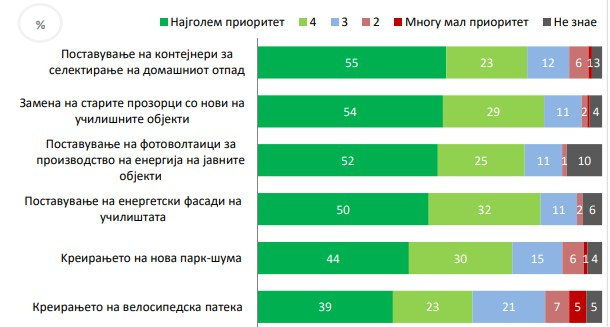 %
Најголем приоритет 4 3 2 Многу мал приоритет Не знае
Поставување на контејнери за
селектирање на домашниот отпад
55 23 12 6 1 3
Замена на старите прозорци со нови на
училишните објекти
54 29 11 2 4
Поставување на фотоволтаици за
производство на енергија на јавните
објекти
52 25 11 1 10
Поставување на енергетски фасади на
училиштата
50 32 11 2 6
Креирањето на нова парк-шума
44 30 15 6 1 4
Креирањето на велосипедска патека
39 23 21 7 5 5